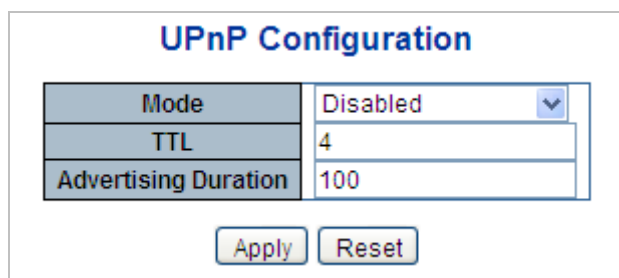 UPnP Configuration
Mode Disabled
TTL 4
Advertising Duration 100
Apply Reset